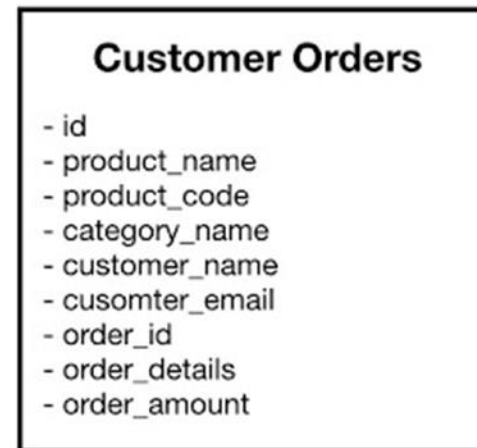 Customer Orders
- id
- product_name
- product_code
- category_name
- customer_name
- cusomter_email
- order_id
- order_details
- order_amount